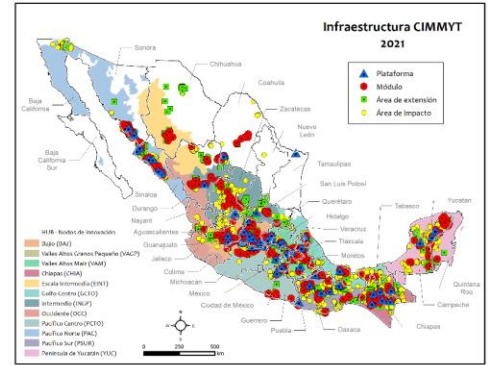 Infraestructura CIMMYT
2021
Plataforma
Módulo
Área de extensión
Área de Impacto
Sonora
Chihuahua
Coahuila
Zacatecas
Nuevo
León
Baja
California
Baja
California
Sur
Tamaulipas
San Luis Potosí
Sinaloa
Durango
Nayarit
Aguascalientes
Guanajuato
Jalisco
Colima
Michoacán
México
Ciudad de México
Guerrero
Puebla
Oaxaca
Querétaro
Hidalgo
Veracruz
Tlaxcala
Morelos
Tabasco
Yucatán
Quintana
Roo
Campeche
Chiapas
HUB - Nodos de Innovación
Bajío (BAJ)
Valles Altos Granos Pequeño (VAGP)
Valles Altos Maíz (VAM)
Chiapas (CHIA)
Escala Intermedia (EINT)
Golfo Centro (GCTO)
Intermedio (INGP)
Occidente (OCC)
Pacífico Centro (PCTO)
Pacífico Norte (PAC)
Pacífico Sur (PSUR)
Península de Yucatán (YUC)
0 250 500
km